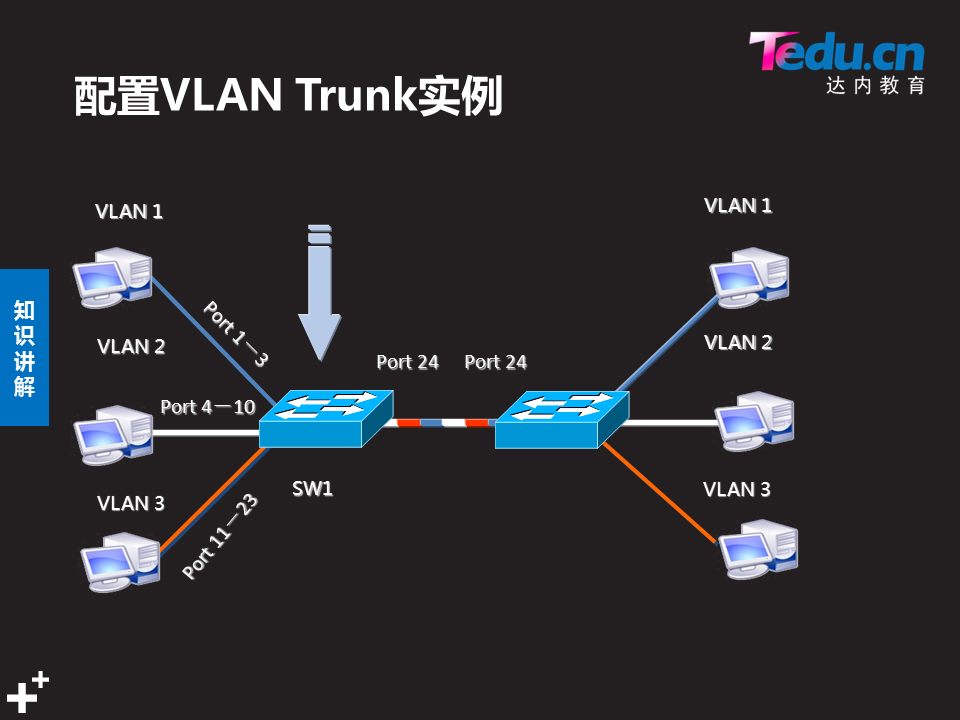 Tedu.cn
达内教育
配置VLAN Trunk实例
VLAN 1
VLAN 1
Port 1－3
VLAN 2
VLAN 2
Port 24
Port 24
Port 4－10
SW1
VLAN 3
VLAN 3
Port 11－23
知识讲解